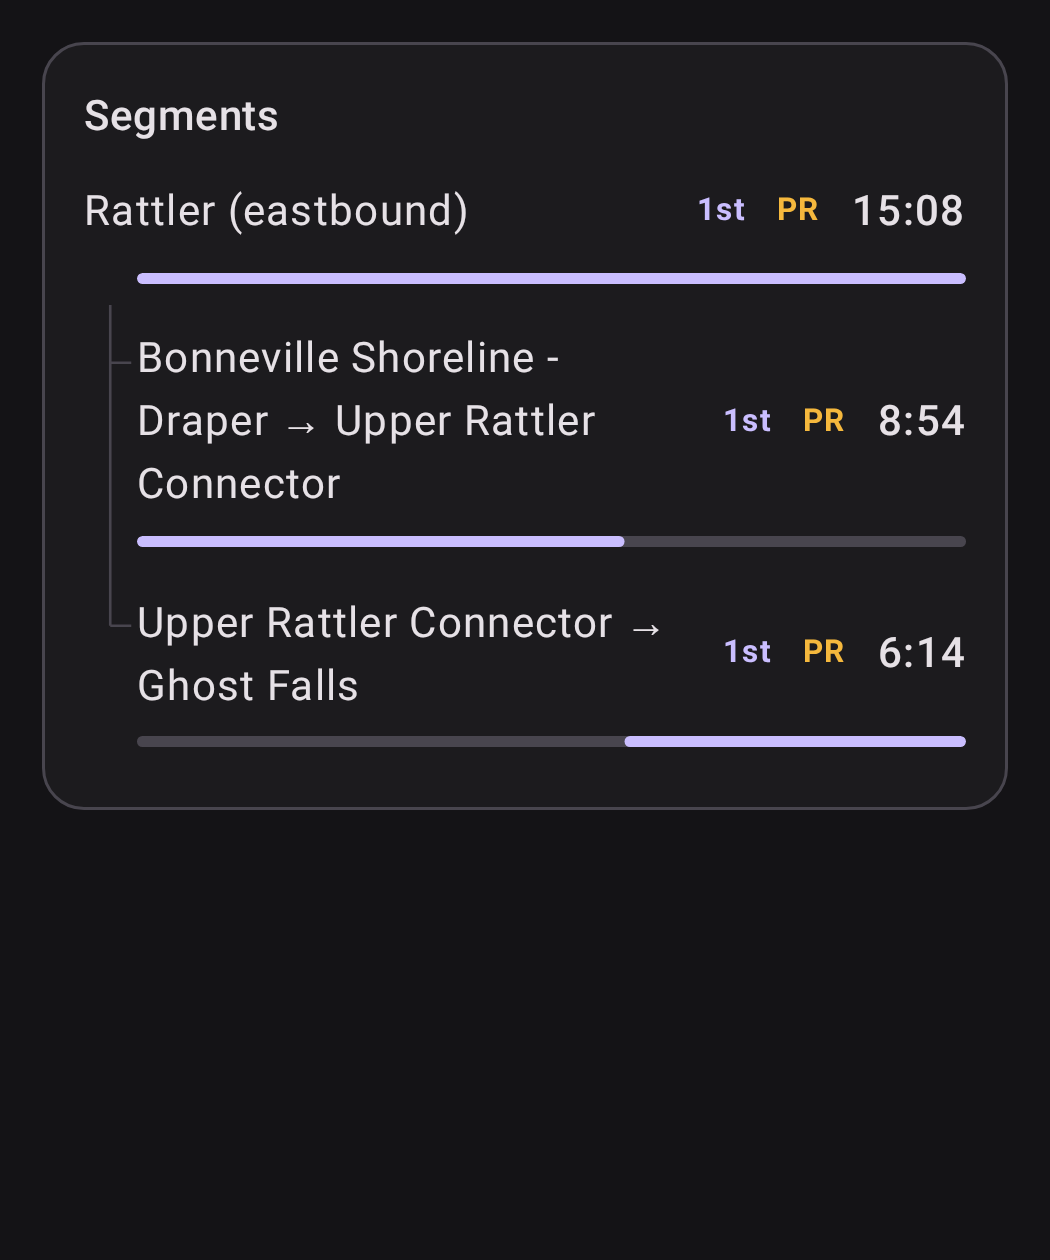 Segments
Rattler (eastbound) 1st PR 15:08
Bonneville Shoreline -
Draper → Upper Rattler 1st PR 8:54
Connector
Upper Rattler Connector →
1st PR 6:14
Ghost Falls